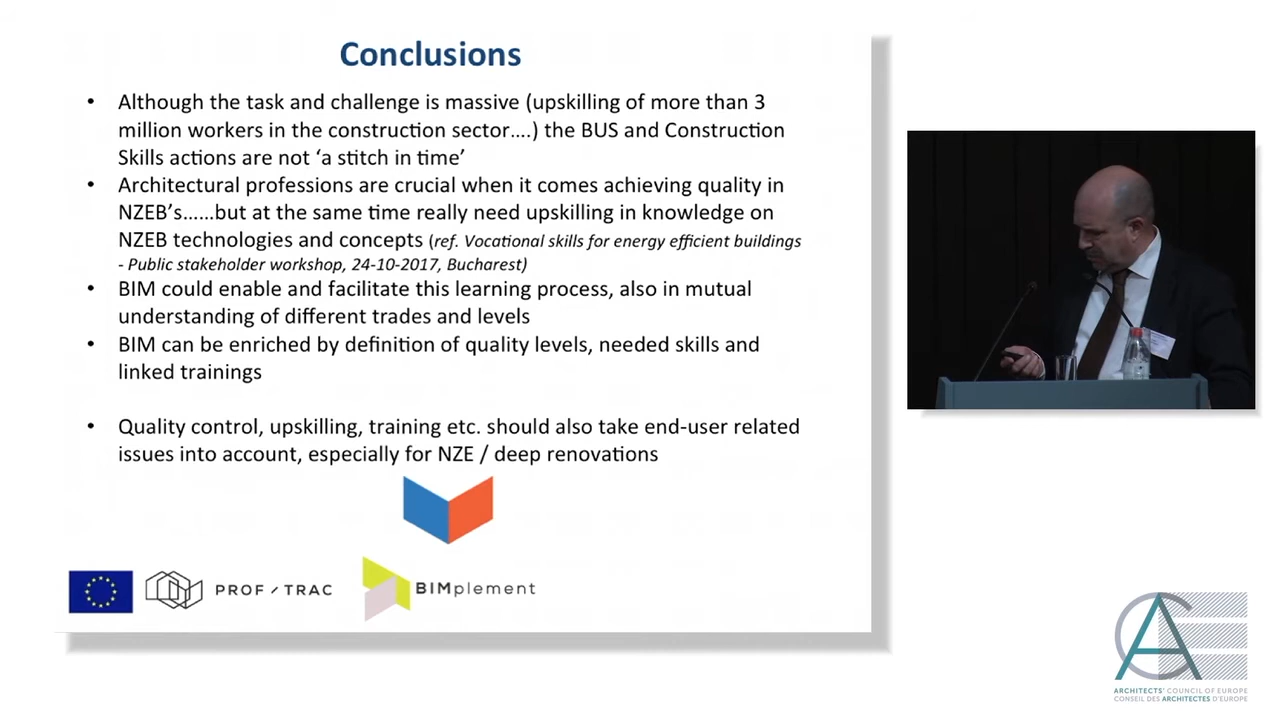 Conclusions
• Although the task and challenge is massive (upskilling of more than 3
million workers in the construction sector....) the BUS and Construction
Skills actions are not ‘a stitch in time’
• Architectural professions are crucial when it comes achieving quality in
NZEB's......but at the same time really need upskilling in knowledge on
NZEB technologies and concepts (ref. Vocational skills for energy efficient buildings
- Public stakeholder workshop, 24-10-2017, Bucharest)
• BIM could enable and facilitate this learning process, also in mutual
understanding of different trades and levels
• BIM can be enriched by definition of quality levels, needed skills and
linked trainings
• Quality control, upskilling, training etc. should also take end-user related
issues into account, especially for NZE / deep renovations
PROF / TRAC
BIMplement
ACE
ARCHITECTS' COUNCIL OF EUROPE
CONSEIL DES ARCHITECTES D'EUROPE